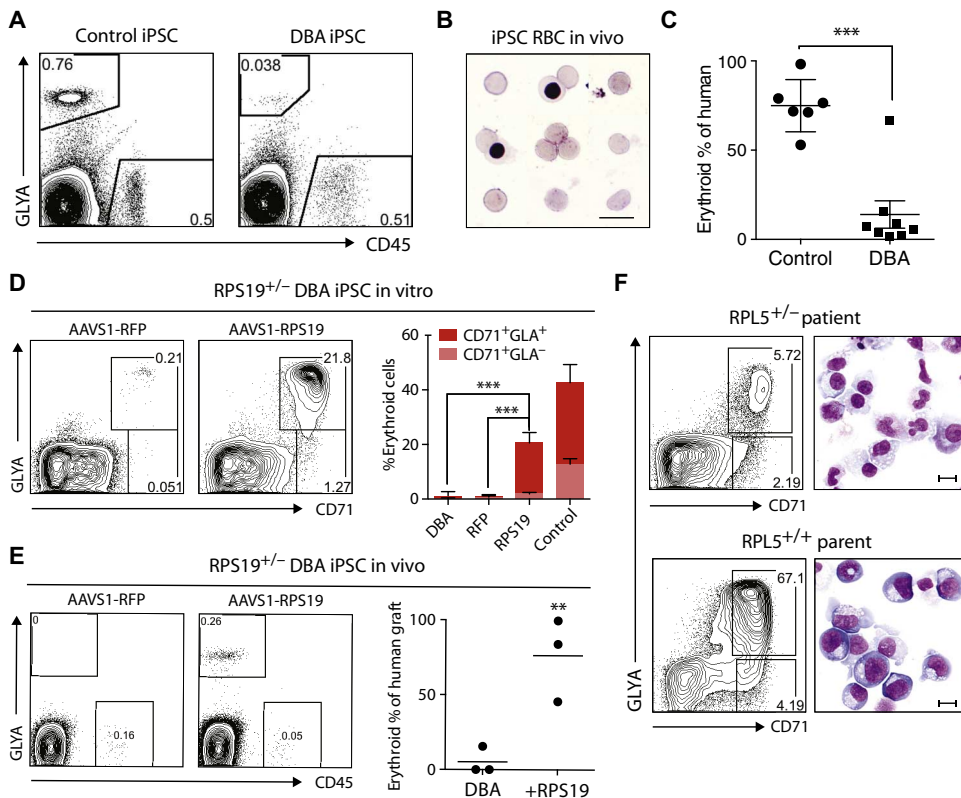 A
Control iPSC
DBA iPSC
0.76
0.038
0.5
0.51
GLYA
CD45
B
iPSC RBC in vivo
C
***
Erythroid % of human
100
50
0
Control
DBA
D
RPS19+/− DBA iPSC in vitro
AAVS1-RFP
AAVS1-RPS19
0.21
21.8
0.051
1.27
GLYA
CD71
% Erythroid cells
60
40
20
0
CD71+GLA+
CD71+GLA−
***
***
DBA
RFP
RPS19
Control
E
RPS19+/− DBA iPSC in vivo
AAVS1-RFP
AAVS1-RPS19
0
0.26
0.16
0.05
GLYA
CD45
Erythroid % of human graft
100
50
0
**
DBA
+RPS19
F
RPL5+/− patient
5.72
2.19
CD71
RPL5+/+ parent
67.1
4.19
GLYA
CD71